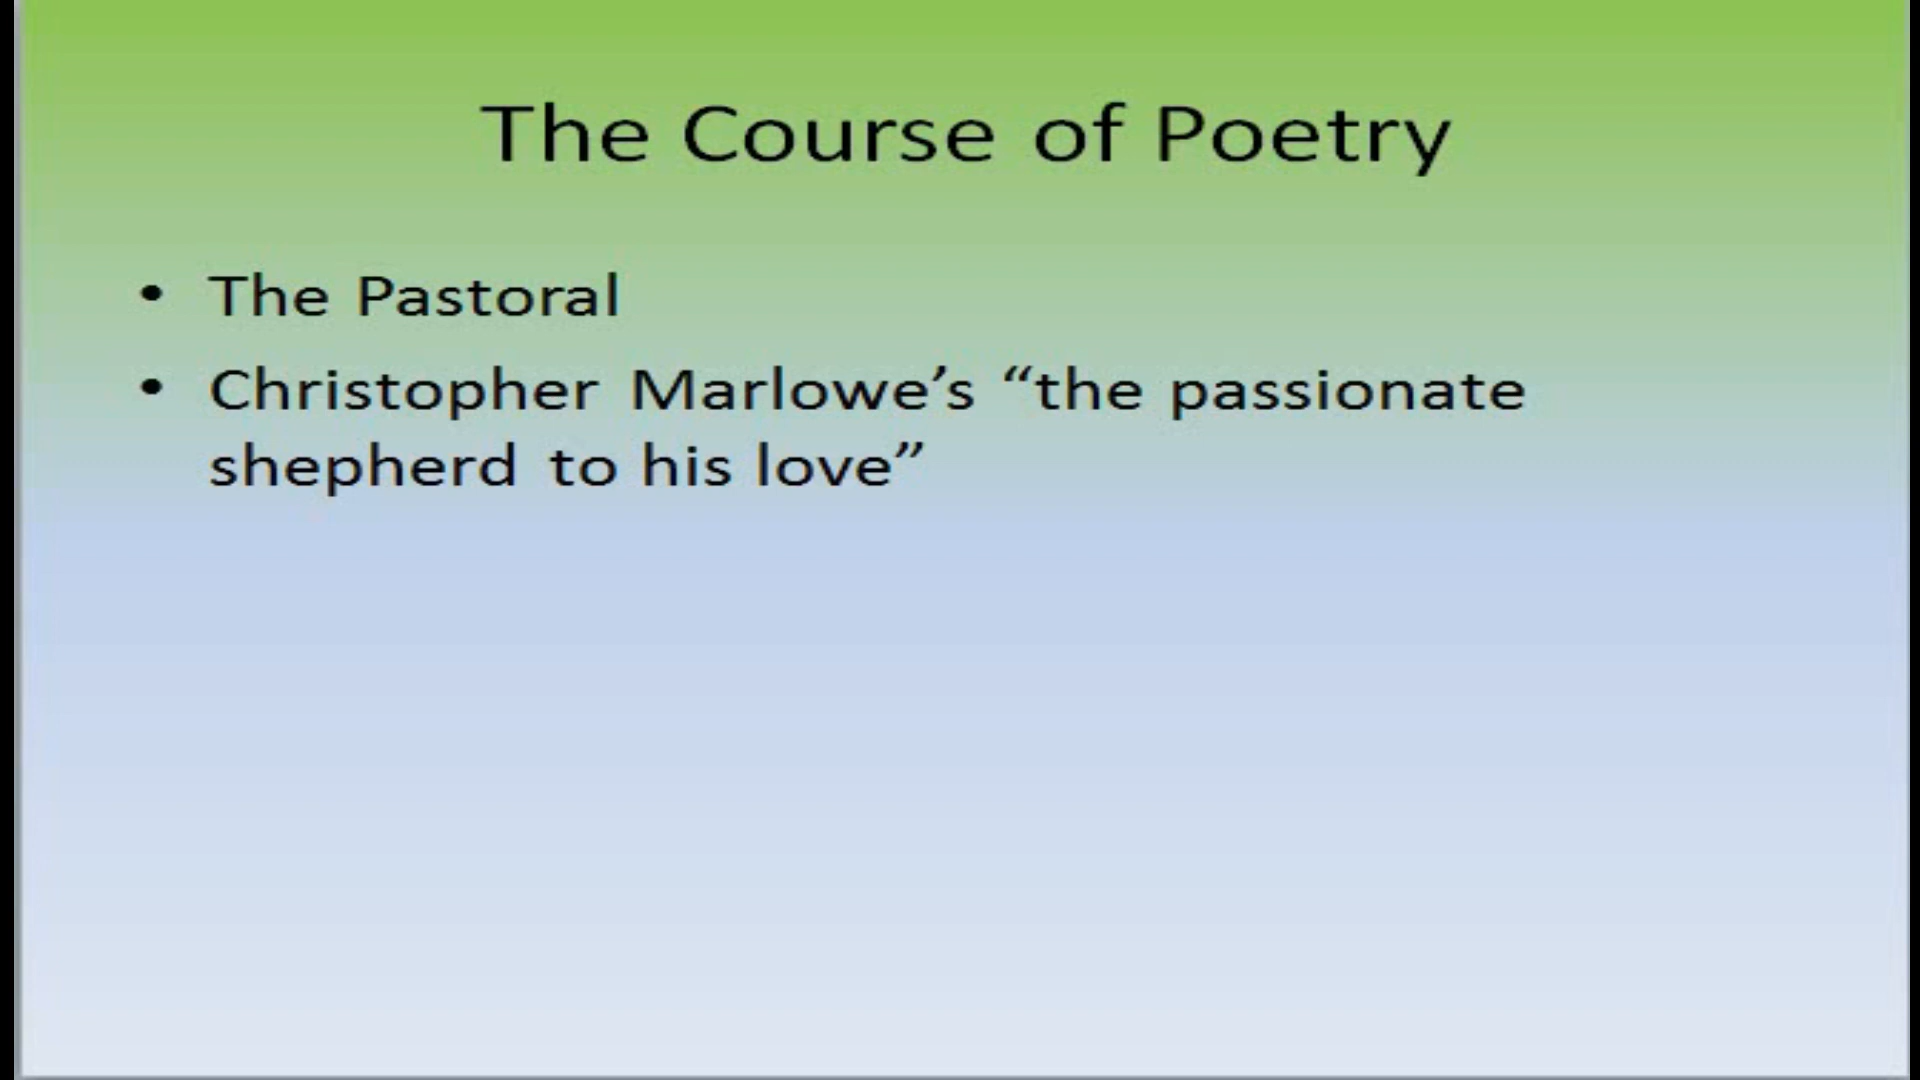 The Course of Poetry
• The Pastoral
• Christopher Marlowe’s “the passionate
shepherd to his love”